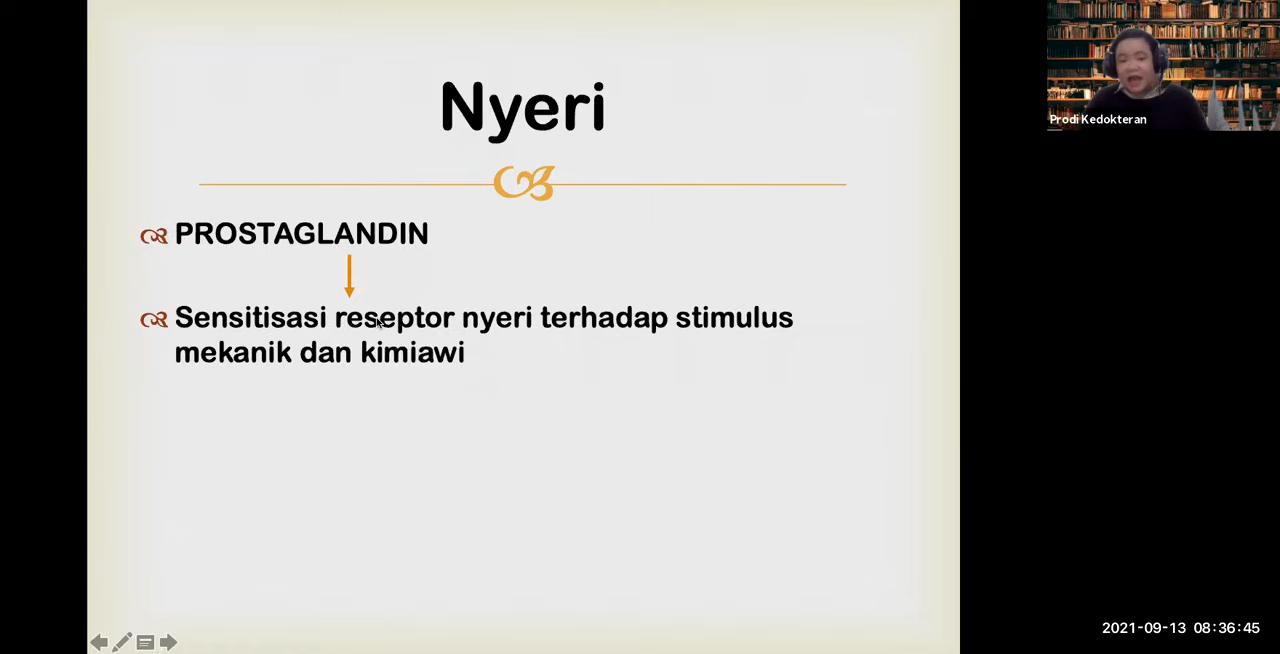 Nyeri
PROSTAGLANDIN
Sensitisasi reseptor nyeri terhadap stimulus
mekanik dan kimiawi
Prodi Kedokteran
2021-09-13 08:36:45